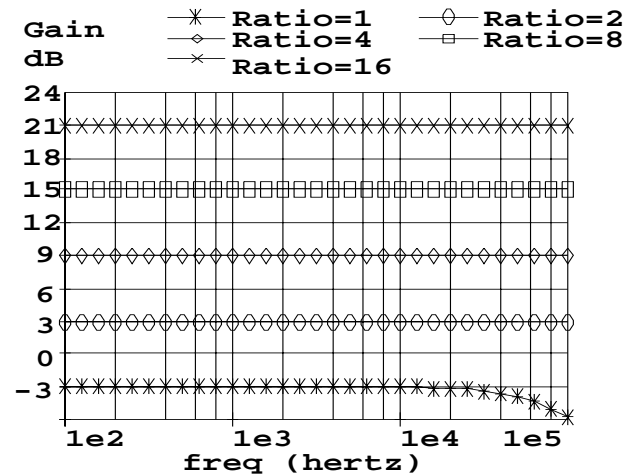 Gain
dB
Ratio=1
Ratio=2
Ratio=4
Ratio=8
Ratio=16
24
21
18
15
12
9
6
3
0
-3
1e2
1e3
1e4
1e5
freq (hertz)